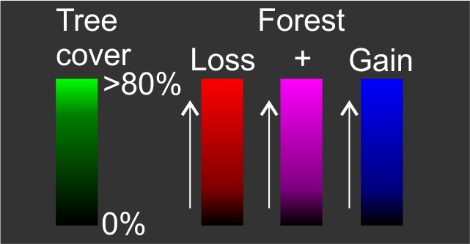 Tree
cover
>80%
0%
Forest
Loss
+
Gain